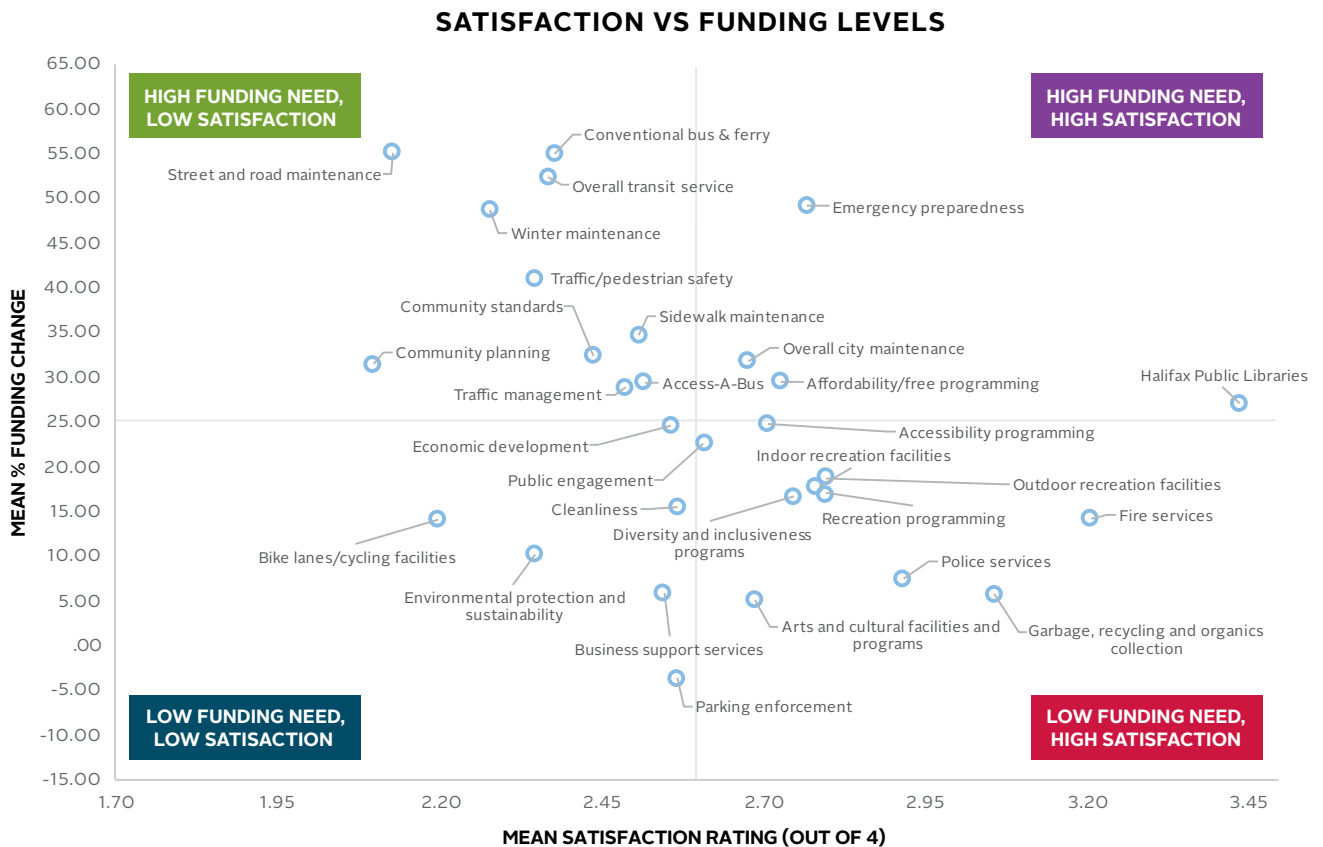 SATISFACTION VS FUNDING LEVELS
65.00
60.00
55.00
50.00
45.00
40.00
35.00
30.00
25.00
20.00
15.00
10.00
5.00
.00
-5.00
-10.00
-15.00
MEAN % FUNDING CHANGE
HIGH FUNDING NEED,
LOW SATISFACTION
HIGH FUNDING NEED,
HIGH SATISFACTION
Conventional bus & ferry
Street and road maintenance
Overall transit service
Emergency preparedness
Winter maintenance
Traffic/pedestrian safety
Community standards
Sidewalk maintenance
Overall city maintenance
Community planning
Halifax Public Libraries
Access-A-Bus
Affordability/free programming
Traffic management
Accessibility programming
Economic development
Indoor recreation facilities
Public engagement
Outdoor recreation facilities
Cleanliness
Fire services
Recreation programming
Diversity and inclusiveness
programs
Bike lanes/cycling facilities
Police services
Environmental protection and
sustainability
Arts and cultural facilities and
programs
Garbage, recycling and organics
collection
Business support services
Parking enforcement
LOW FUNDING NEED,
LOW SATISACTION
LOW FUNDING NEED,
HIGH SATISFACTION
1.70
1.95
2.20
2.45
2.70
2.95
3.20
3.45
MEAN SATISFACTION RATING (OUT OF 4)